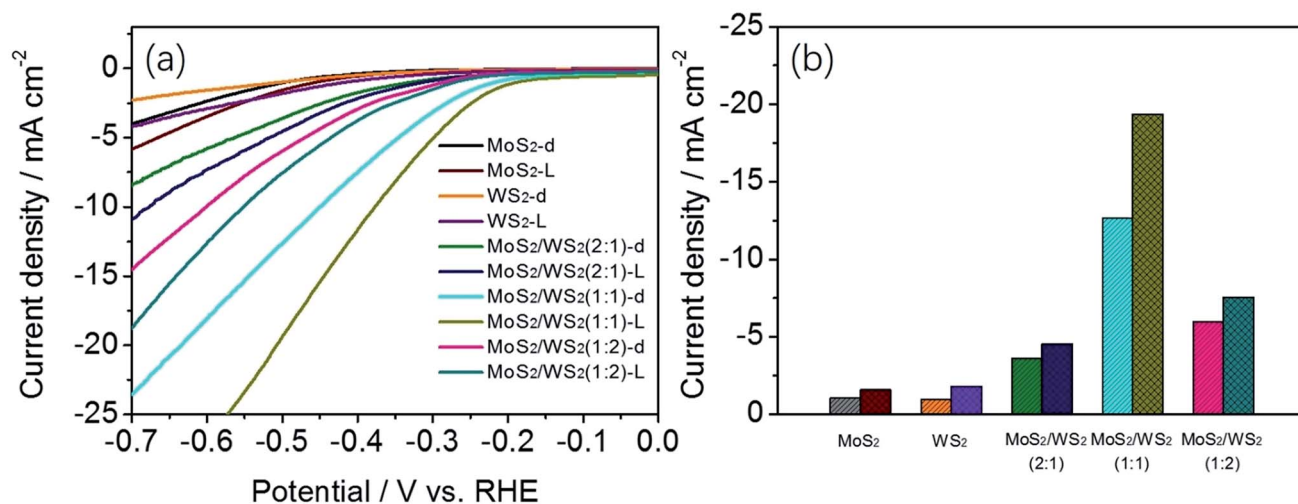 (a)
Current density / mA cm⁻²
0
-5
-10
-15
-20
-25
-0.7 -0.6 -0.5 -0.4 -0.3 -0.2 -0.1 0.0
Potential / V vs. RHE
MoS₂-d
MoS₂-L
WS₂-d
WS₂-L
MoS₂/WS₂(2:1)-d
MoS₂/WS₂(2:1)-L
MoS₂/WS₂(1:1)-d
MoS₂/WS₂(1:1)-L
MoS₂/WS₂(1:2)-d
MoS₂/WS₂(1:2)-L
(b)
Current density / mA cm⁻²
-25
-20
-15
-10
-5
0
MoS₂ WS₂ MoS₂/WS₂ MoS₂/WS₂ MoS₂/WS₂
(2:1) (1:1) (1:2)